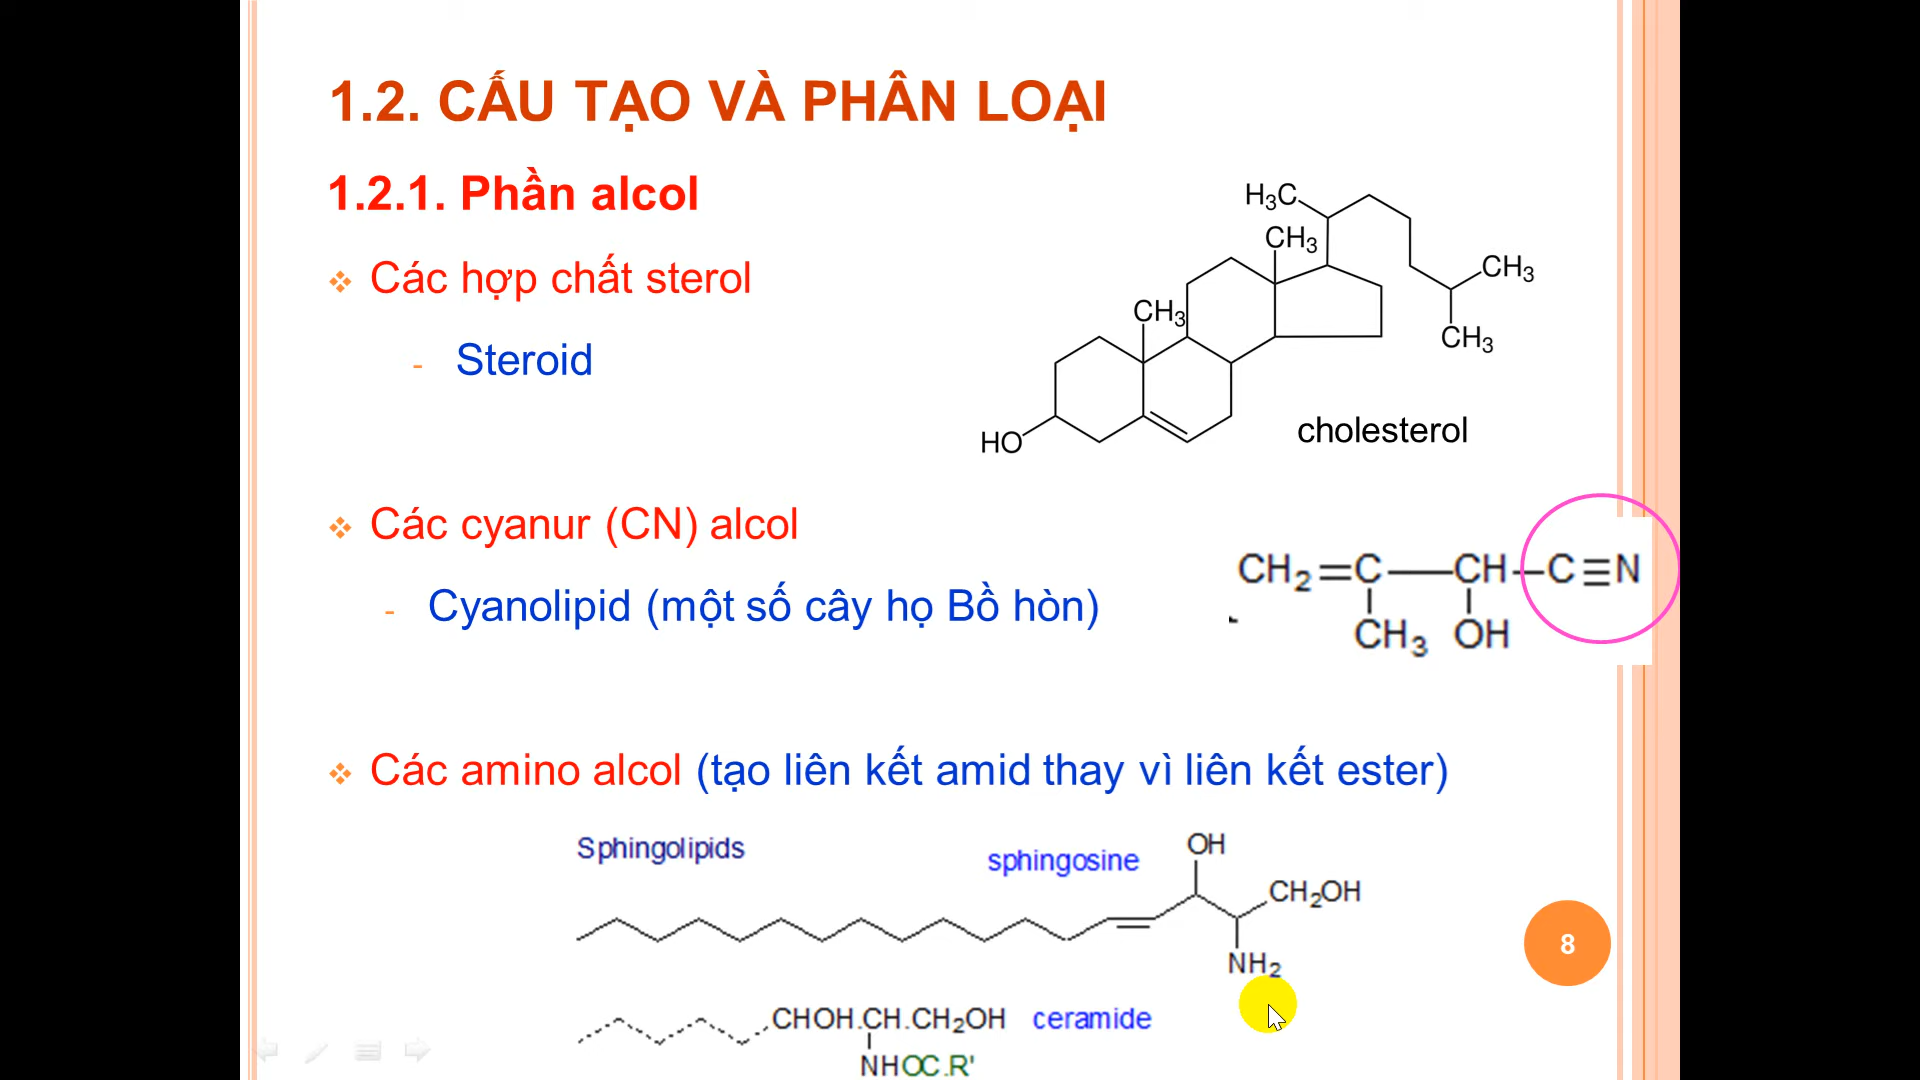 1.2. CẤU TẠO VÀ PHÂN LOẠI
1.2.1. Phần alcol
Các hợp chất sterol
- Steroid
H₃C
CH₃
CH₃
CH₃
CH₃
HO
cholesterol
Các cyanur (CN) alcol
- Cyanolipid (một số cây họ Bồ hòn)
CH₂=C—CH–C≡N
CH₃ OH
Các amino alcol (tạo liên kết amid thay vì liên kết ester)
Sphingolipids
sphingosine
OH
CH₂OH
NH₂
CHOH.CH.CH₂OH ceramide
NHOC.R'
8